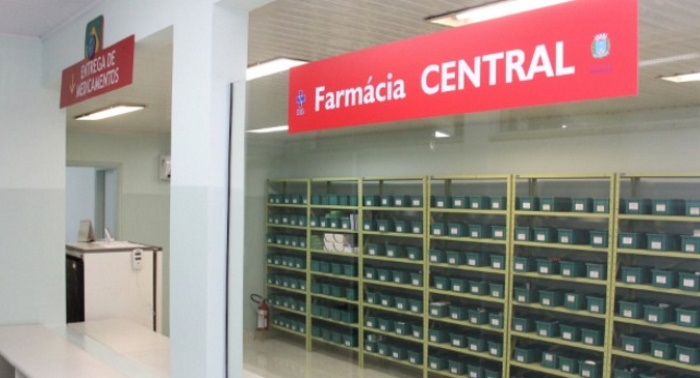 ENTREGA DE
MEDICAMENTOS
Farmácia CENTRAL